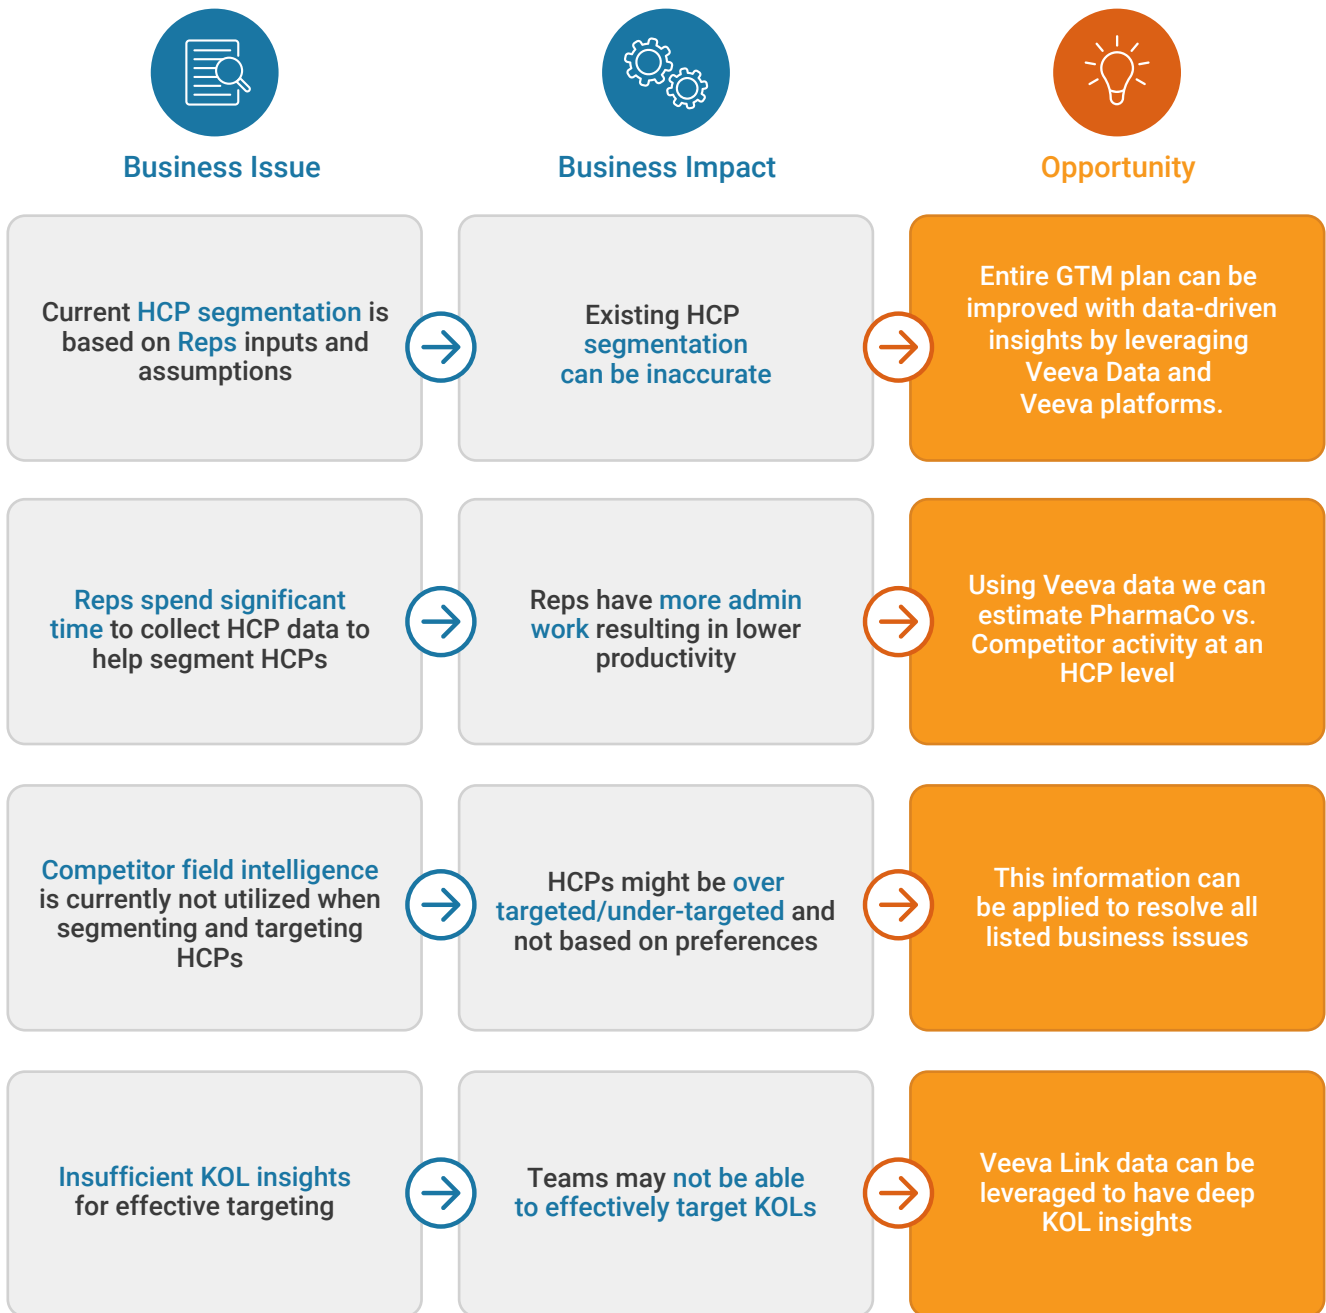 Business Issue
Business Impact
Opportunity
Current HCP segmentation is
based on Reps inputs and
assumptions
Existing HCP
segmentation
can be inaccurate
Entire GTM plan can be
improved with data-driven
insights by leveraging
Veeva Data and
Veeva platforms.
Reps spend significant
time to collect HCP data to
help segment HCPs
Reps have more admin
work resulting in lower
productivity
Using Veeva data we can
estimate PharmaCo vs.
Competitor activity at an
HCP level
Competitor field intelligence
is currently not utilized when
segmenting and targeting
HCPs
HCPs might be over
targeted/under-targeted and
not based on preferences
This information can
be applied to resolve all
listed business issues
Insufficient KOL insights
for effective targeting
Teams may not be able
to effectively target KOLs
Veeva Link data can be
leveraged to have deep
KOL insights